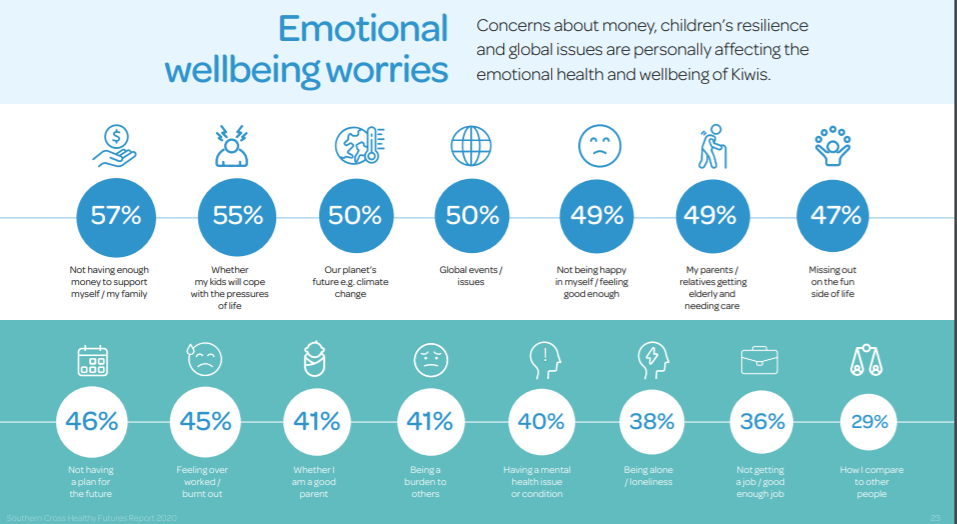 Emotional
wellbeing worries
Concerns about money, children's resilience
and global issues are personally affecting the
emotional health and wellbeing of Kiwis.
$
57%
Not having enough
money to support
myself / my family
55%
Whether
my kids will cope
with the pressures
of life
50%
Our planet's
future e.g. climate
change
50%
Global events /
issues
49%
Not being happy
in myself / feeling
good enough
49%
My parents /
relatives getting
elderly and
needing care
47%
Missing out
on the fun
side of life
46%
Not having
a plan for
the future
45%
Feeling over
worked /
burnt out
41%
Whether I
am a good
parent
41%
Being a
burden to
others
!
40%
Having a mental
health issue
or condition
38%
Being alone
/ loneliness
36%
Not getting
a job / good
enough job
29%
How I compare
to other
people
Southern Cross Healthy Futures Report 2020
23